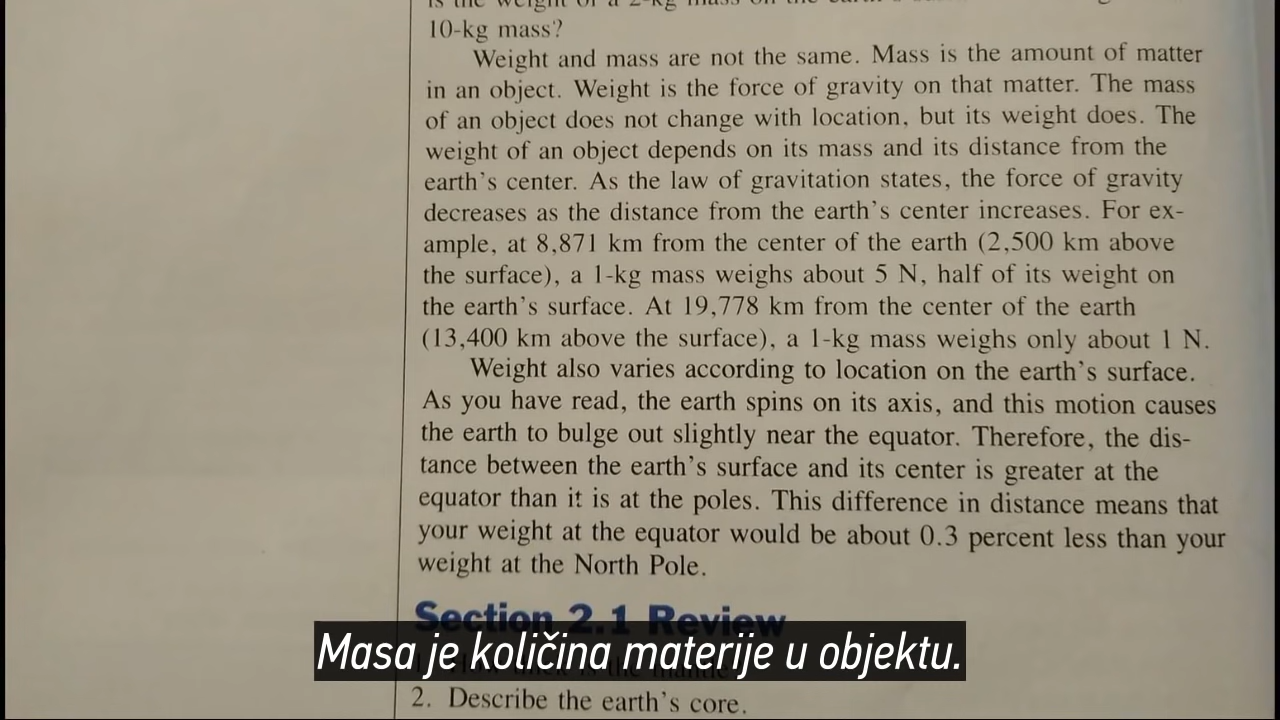 10-kg mass?
Weight and mass are not the same. Mass is the amount of matter
in an object. Weight is the force of gravity on that matter. The mass
of an object does not change with location, but its weight does. The
weight of an object depends on its mass and its distance from the
earth's center. As the law of gravitation states, the force of gravity
decreases as the distance from the earth's center increases. For ex-
ample, at 8,871 km from the center of the earth (2,500 km above
the surface), a 1-kg mass weighs about 5 N, half of its weight on
the earth's surface. At 19,778 km from the center of the earth
(13,400 km above the surface), a 1-kg mass weighs only about 1 N.
Weight also varies according to location on the earth's surface.
As you have read, the earth spins on its axis, and this motion causes
the earth to bulge out slightly near the equator. Therefore, the dis-
tance between the earth's surface and its center is greater at the
equator than it is at the poles. This difference in distance means that
your weight at the equator would be about 0.3 percent less than your
weight at the North Pole.
Section 2.1 Review
Masa je količina materije u objektu.
2. Describe the earth's core.